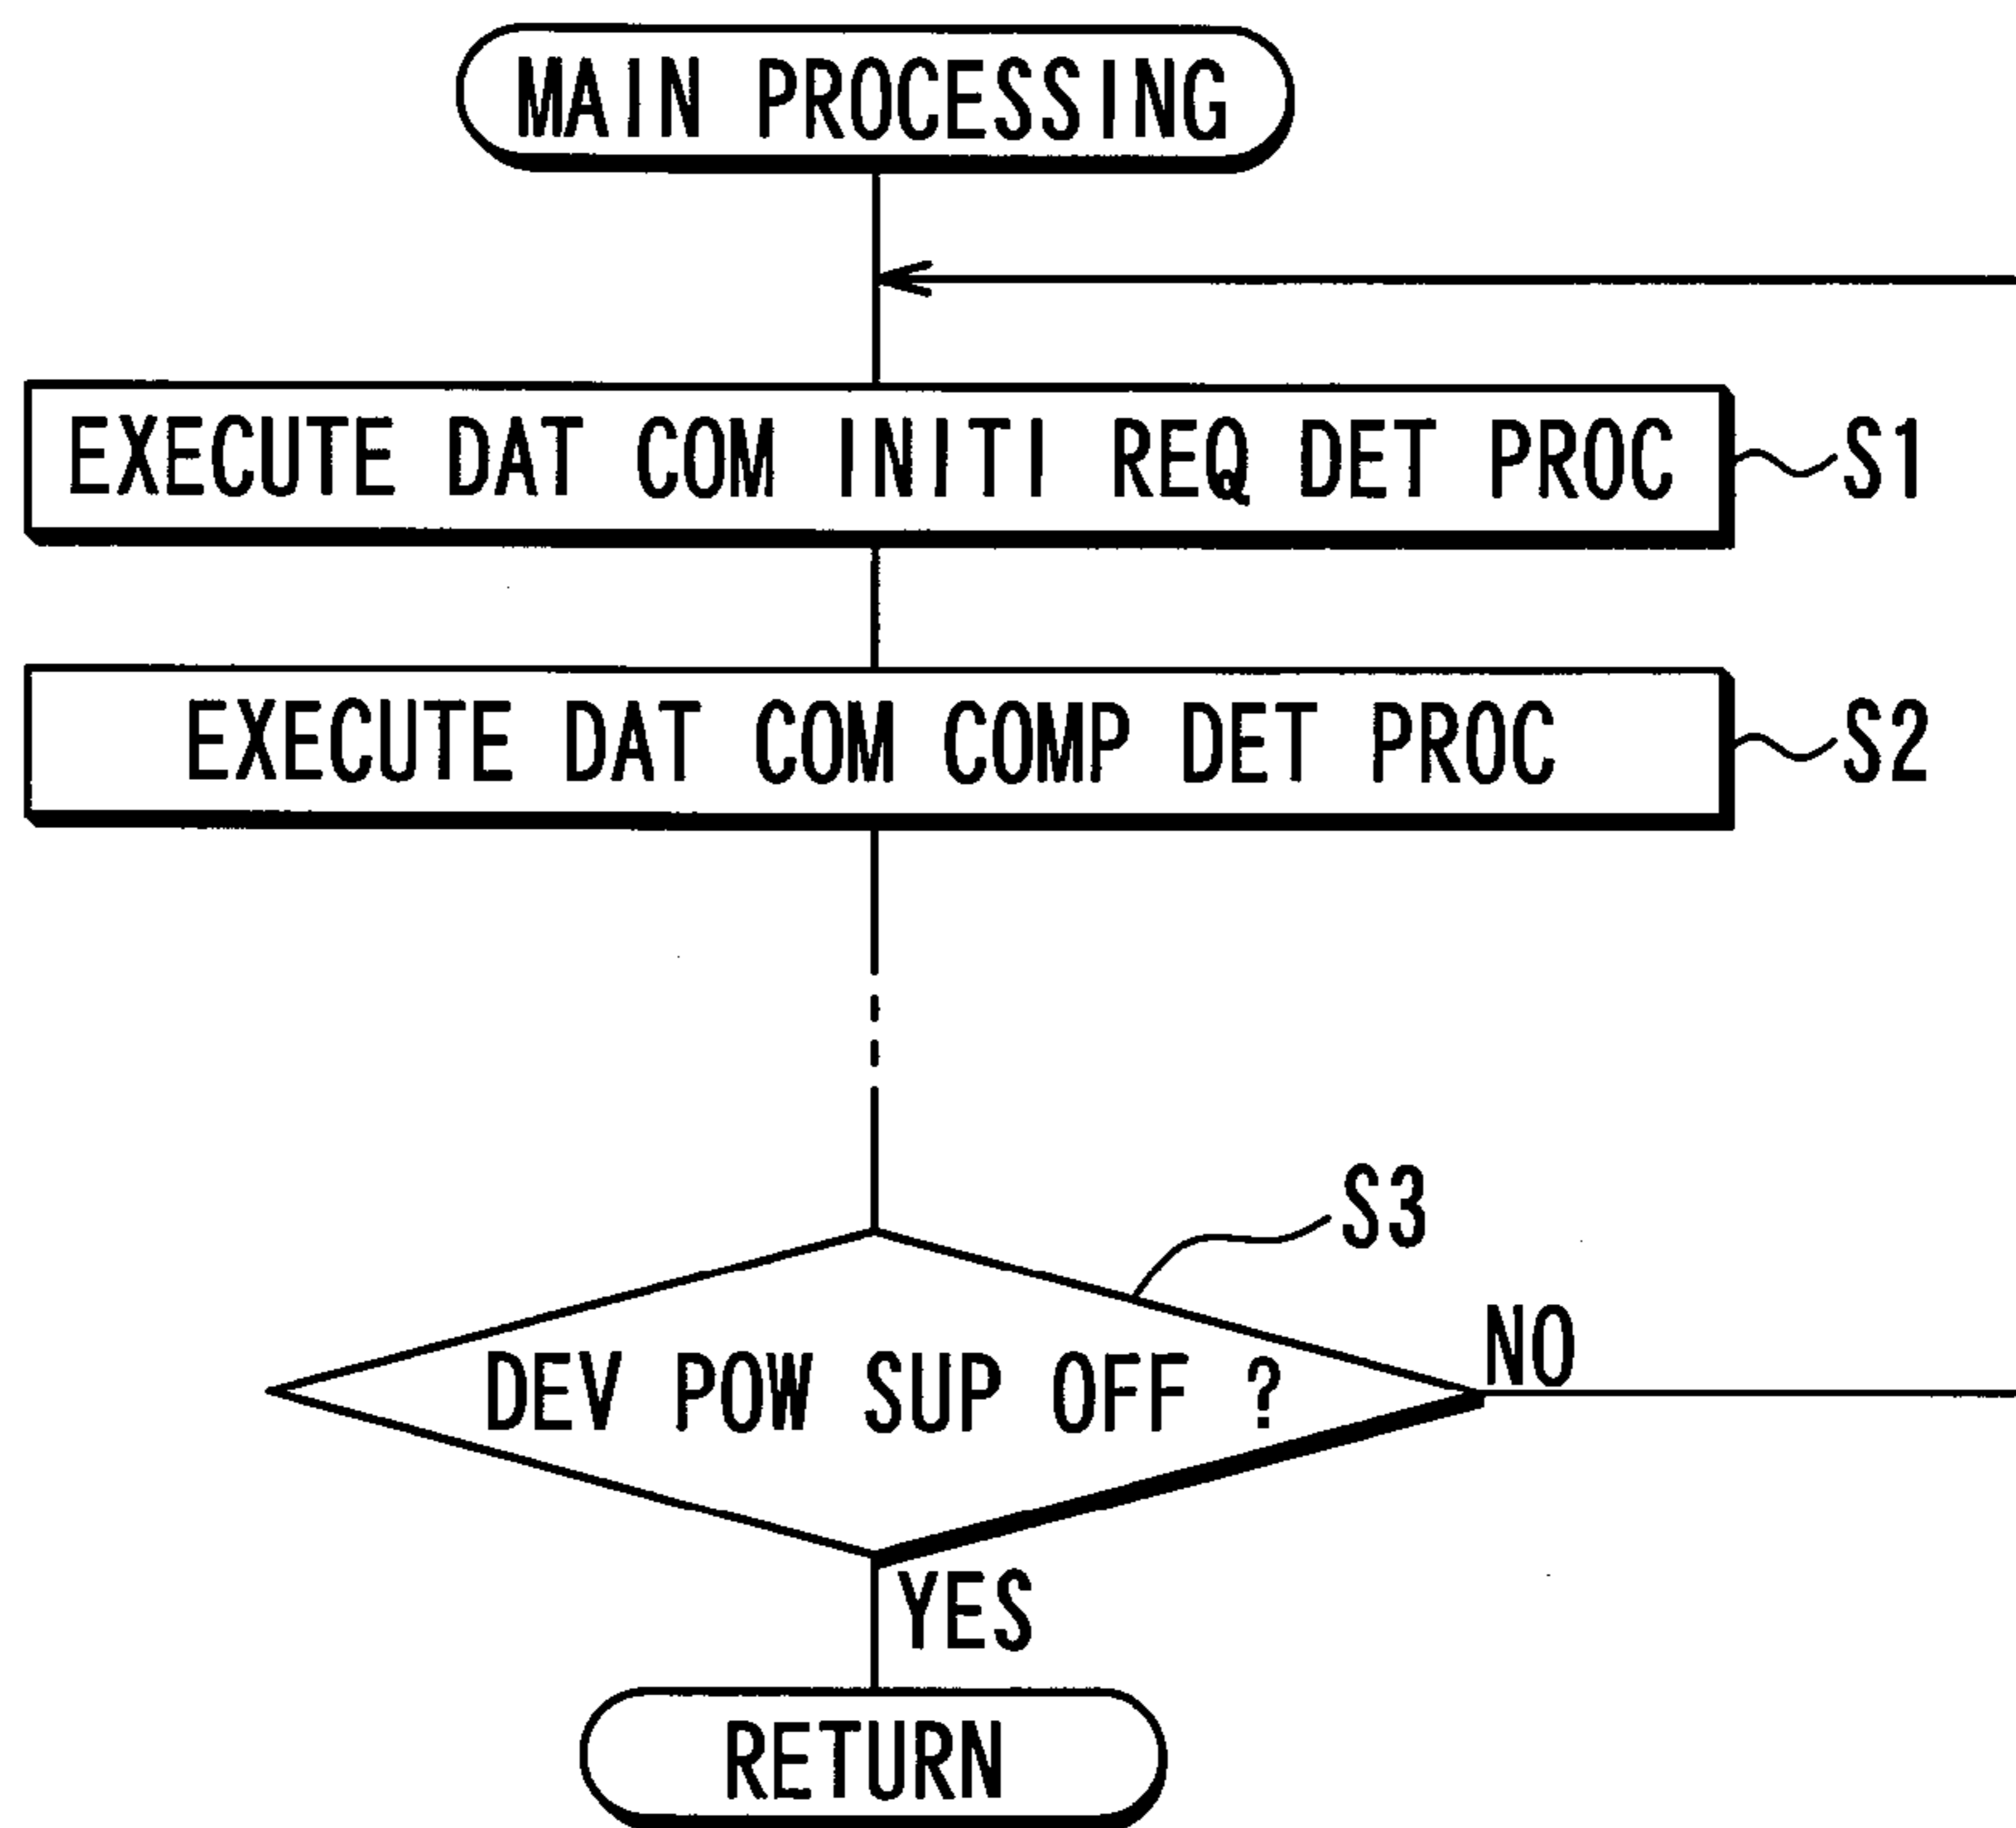 MAIN PROCESSING
EXECUTE DAT COM INITI REQ DET PROC
S1
EXECUTE DAT COM COMP DET PROC
S2
S3
DEV POW SUP OFF ?
NO
YES
RETURN